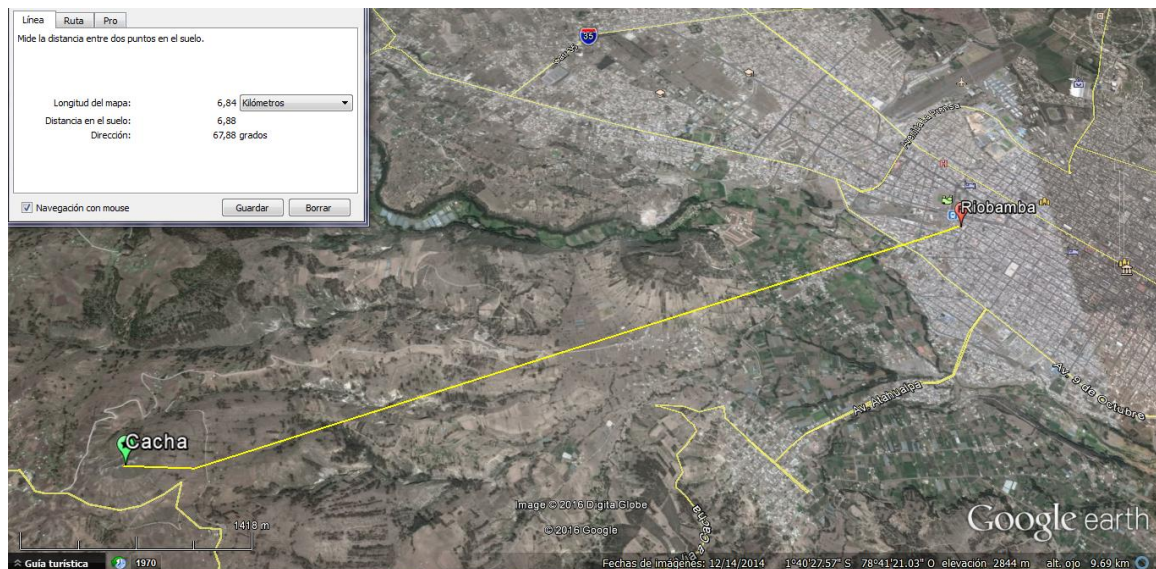 Línea Ruta Pro
Mide la distancia entre dos puntos en el suelo.
Longitud del mapa: 6,84 Kilómetros
Distancia en el suelo: 6,88
Dirección: 67,88 grados
Navegación con mouse Guardar Borrar
35
Riobamba
Av. 9 de Octubre
Av. Atahualpa
Cacha
Vía Cacha
1418 m
Image © 2016 DigitalGlobe
© 2016 Google
Google earth
Guía turística 1970 Fechas de imágenes: 12/14/2014 1°40'27.57" S 78°41'21.03" O elevación 2844 m alt. ojo 9.69 km